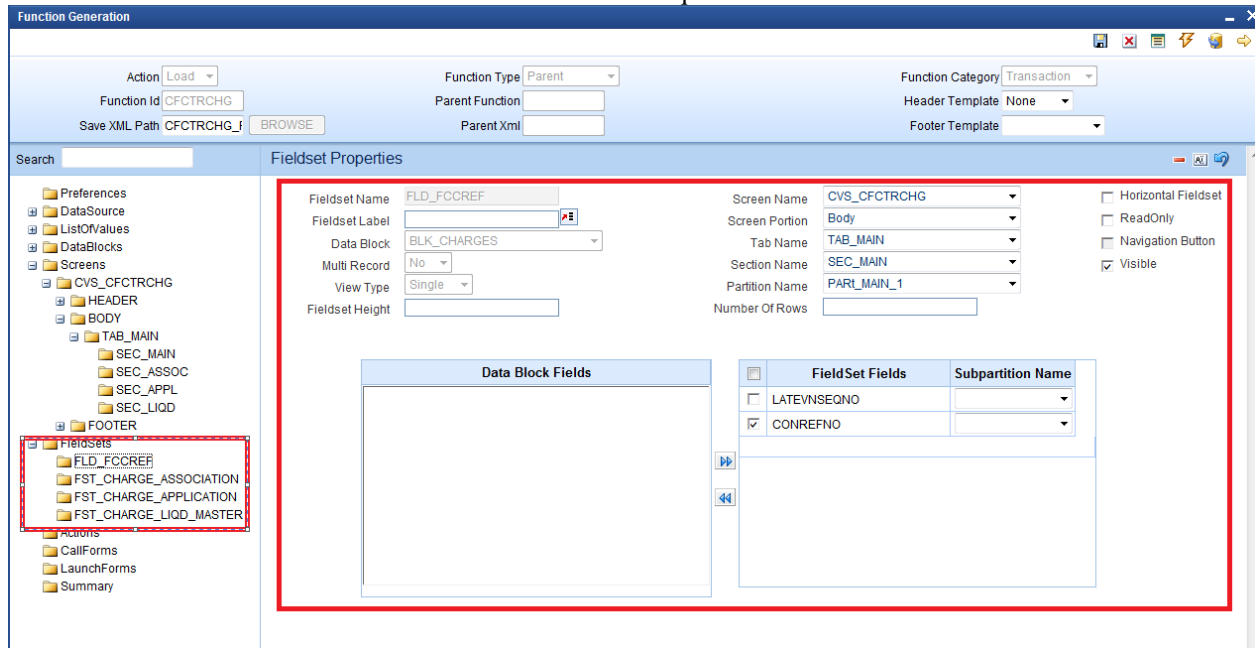 Function Generation
Action Load Function Type Parent Function Category Transaction
Function Id CFCTRCHG Parent Function Header Template None
Save XML Path CFCTRCHG_F BROWSE Parent Xml Footer Template
Search Fieldset Properties
Preferences
DataSource
ListOfValues
DataBlocks
Screens
CVS_CFCTRCHG
HEADER
BODY
TAB_MAIN
SEC_MAIN
SEC_ASSOC
SEC_APPL
SEC_LIQD
FOOTER
FieldSets
FLD_FCCREF
FST_CHARGE_ASSOCIATION
FST_CHARGE_APPLICATION
FST_CHARGE_LIQD_MASTER
Actions
CallForms
LaunchForms
Summary
Fieldset Name FLD_FCCREF Screen Name CVS_CFCTRCHG Horizontal Fieldset
Fieldset Label Screen Portion Body ReadOnly
Data Block BLK_CHARGES Tab Name TAB_MAIN Navigation Button
Multi Record No Section Name SEC_MAIN Visible
View Type Single Partition Name PARt_MAIN_1
Fieldset Height Number Of Rows
Data Block Fields FieldSet Fields Subpartition Name
LATEVNSEQNO
CONREFNO